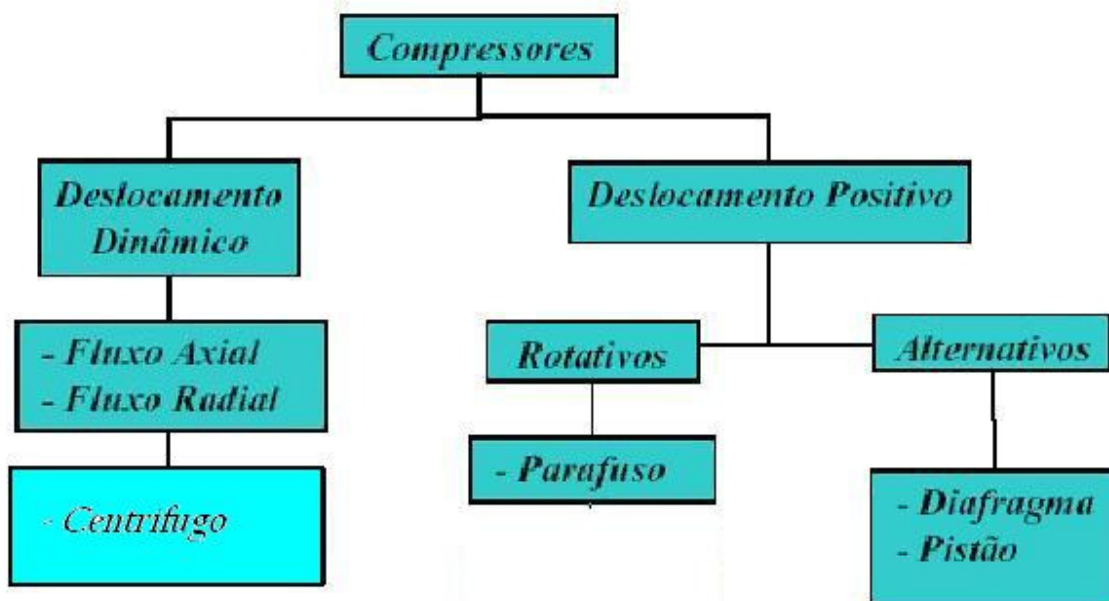 Compressores
Deslocamento
Dinâmico
Deslocamento Positivo
- Fluxo Axial
- Fluxo Radial
Rotativos
Alternativos
- Centrifugo
- Parafuso
- Diafragma
- Pistão